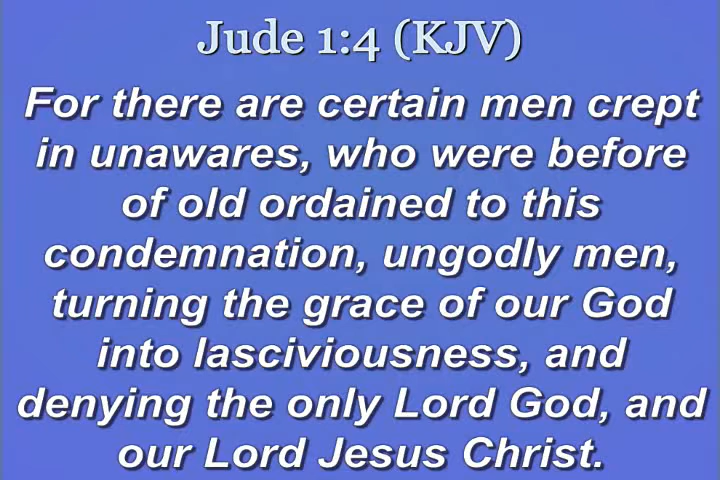 Jude 1:4 (KJV)
For there are certain men crept
in unawares, who were before
of old ordained to this
condemnation, ungodly men,
turning the grace of our God
into lasciviousness, and
denying the only Lord God, and
our Lord Jesus Christ.